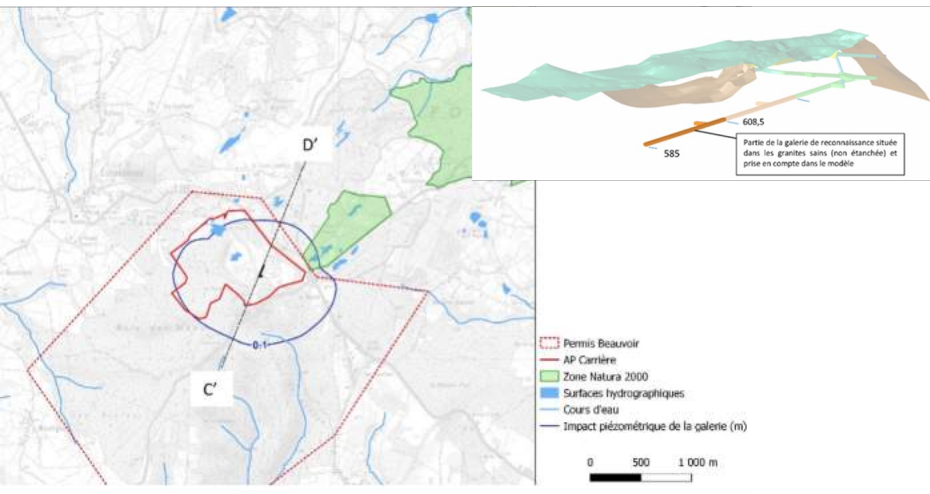 608,5
585
Partie de la galerie de reconnaissance située
dans les granites sains (non étanchée) et
prise en compte dans le modèle
D'
0.1
C'
Permis Beauvoir
AP Carrière
Zone Natura 2000
Surfaces hydrographiques
Cours d'eau
Impact piézométrique de la galerie (m)
0 500 1 000 m